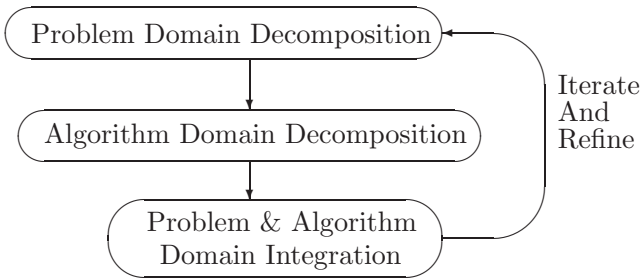 Problem Domain Decomposition
Algorithm Domain Decomposition
Problem & Algorithm
Domain Integration
Iterate
And
Refine